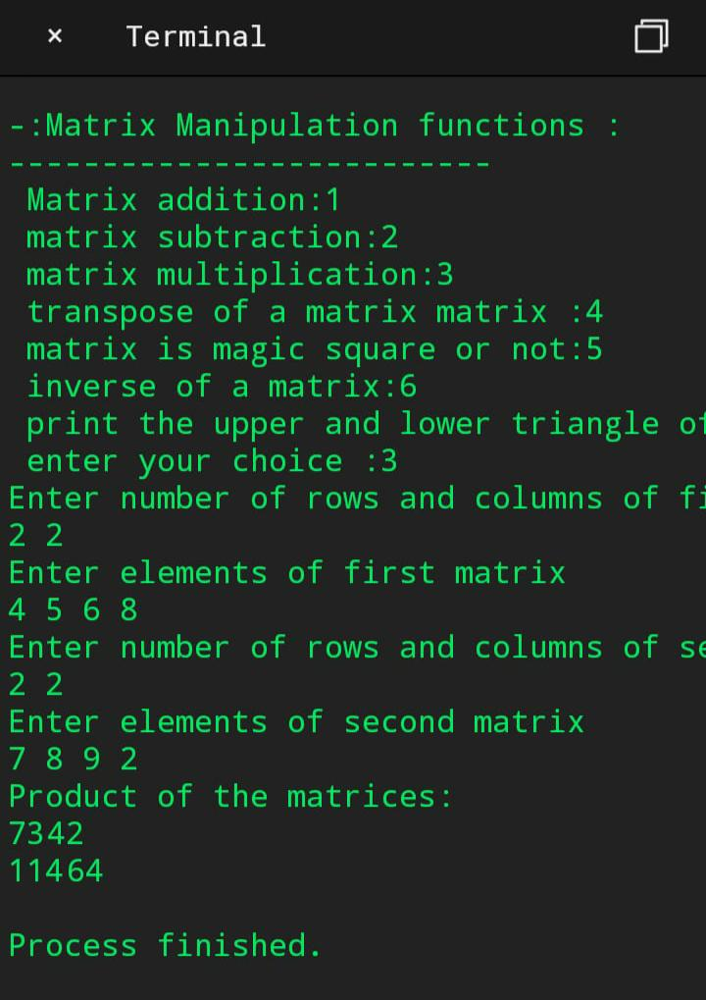 × Terminal
-:Matrix Manipulation functions :
--------------------------
Matrix addition:1
matrix subtraction:2
matrix multiplication:3
transpose of a matrix matrix :4
matrix is magic square or not:5
inverse of a matrix:6
print the upper and lower triangle of
enter your choice :3
Enter number of rows and columns of fi
2 2
Enter elements of first matrix
4 5 6 8
Enter number of rows and columns of se
2 2
Enter elements of second matrix
7 8 9 2
Product of the matrices:
7342
11464
Process finished.